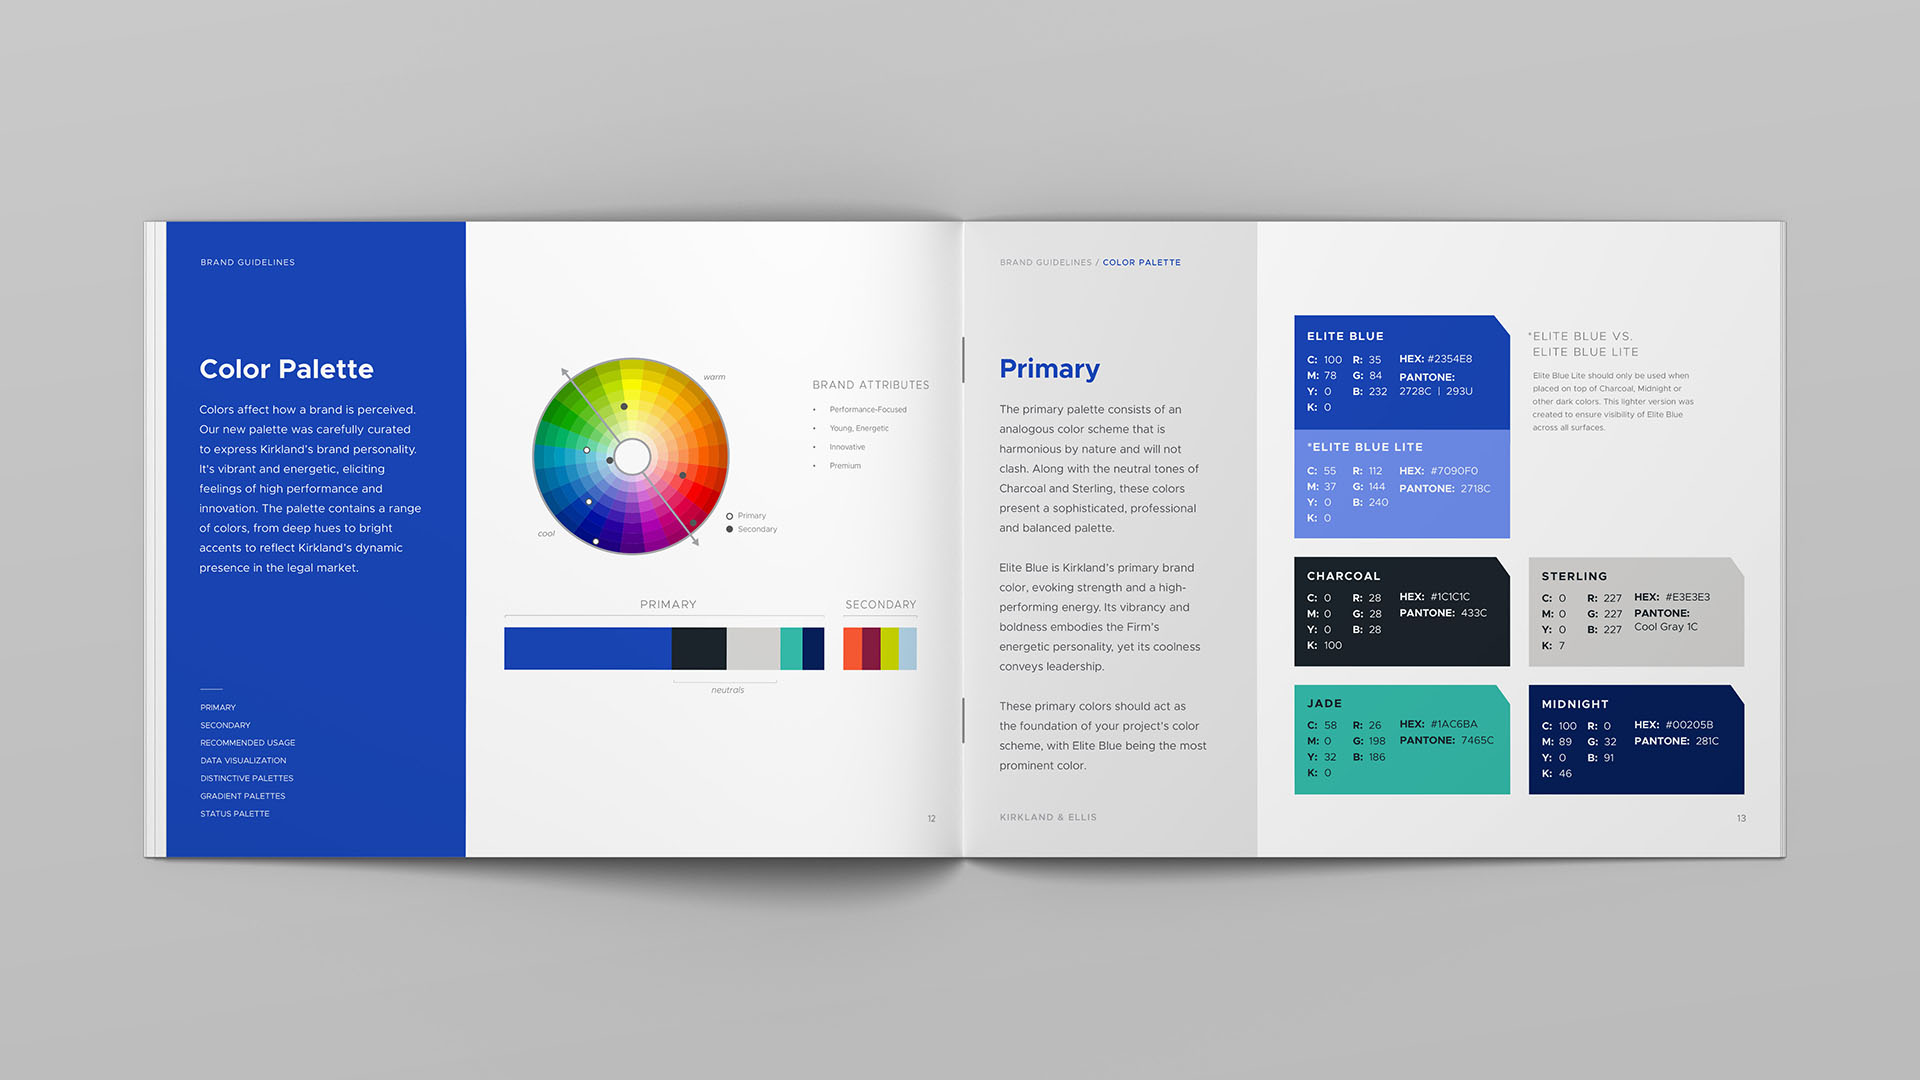 BRAND GUIDELINES
Color Palette
Colors affect how a brand is perceived.
Our new palette was carefully curated
to express Kirkland's brand personality.
It's vibrant and energetic, eliciting
feelings of high performance and
innovation. The palette contains a range
of colors, from deep hues to bright
accents to reflect Kirkland's dynamic
presence in the legal market.
PRIMARY
SECONDARY
RECOMMENDED USAGE
DATA VISUALIZATION
DISTINCTIVE PALETTES
GRADIENT PALETTES
STATUS PALETTE
warm
cool
Primary
Secondary
BRAND ATTRIBUTES
• Performance-Focused
• Young, Energetic
• Innovative
• Premium
PRIMARY
SECONDARY
neutrals
12
BRAND GUIDELINES / COLOR PALETTE
Primary
The primary palette consists of an
analogous color scheme that is
harmonious by nature and will not
clash. Along with the neutral tones of
Charcoal and Sterling, these colors
present a sophisticated, professional
and balanced palette.
Elite Blue is Kirkland's primary brand
color, evoking strength and a high-
performing energy. Its vibrancy and
boldness embodies the Firm's
energetic personality, yet its coolness
conveys leadership.
These primary colors should act as
the foundation of your project's color
scheme, with Elite Blue being the most
prominent color.
KIRKLAND & ELLIS
ELITE BLUE
C: 100 R: 35 HEX: #2354E8
M: 78 G: 84 PANTONE:
Y: 0 B: 232 2728C | 293U
K: 0
*ELITE BLUE LITE
C: 55 R: 112 HEX: #7090F0
M: 37 G: 144 PANTONE: 2718C
Y: 0 B: 240
K: 0
*ELITE BLUE VS.
ELITE BLUE LITE
Elite Blue Lite should only be used when
placed on top of Charcoal, Midnight or
other dark colors. This lighter version was
created to ensure visibility of Elite Blue
across all surfaces.
CHARCOAL
C: 0 R: 28 HEX: #1C1C1C
M: 0 G: 28 PANTONE: 433C
Y: 0 B: 28
K: 100
STERLING
C: 0 R: 227 HEX: #E3E3E3
M: 0 G: 227 PANTONE:
Y: 0 B: 227 Cool Gray 1C
K: 7
JADE
C: 58 R: 26 HEX: #1AC6BA
M: 0 G: 198 PANTONE: 7465C
Y: 32 B: 186
K: 0
MIDNIGHT
C: 100 R: 0 HEX: #00205B
M: 89 G: 32 PANTONE: 281C
Y: 0 B: 91
K: 46
13